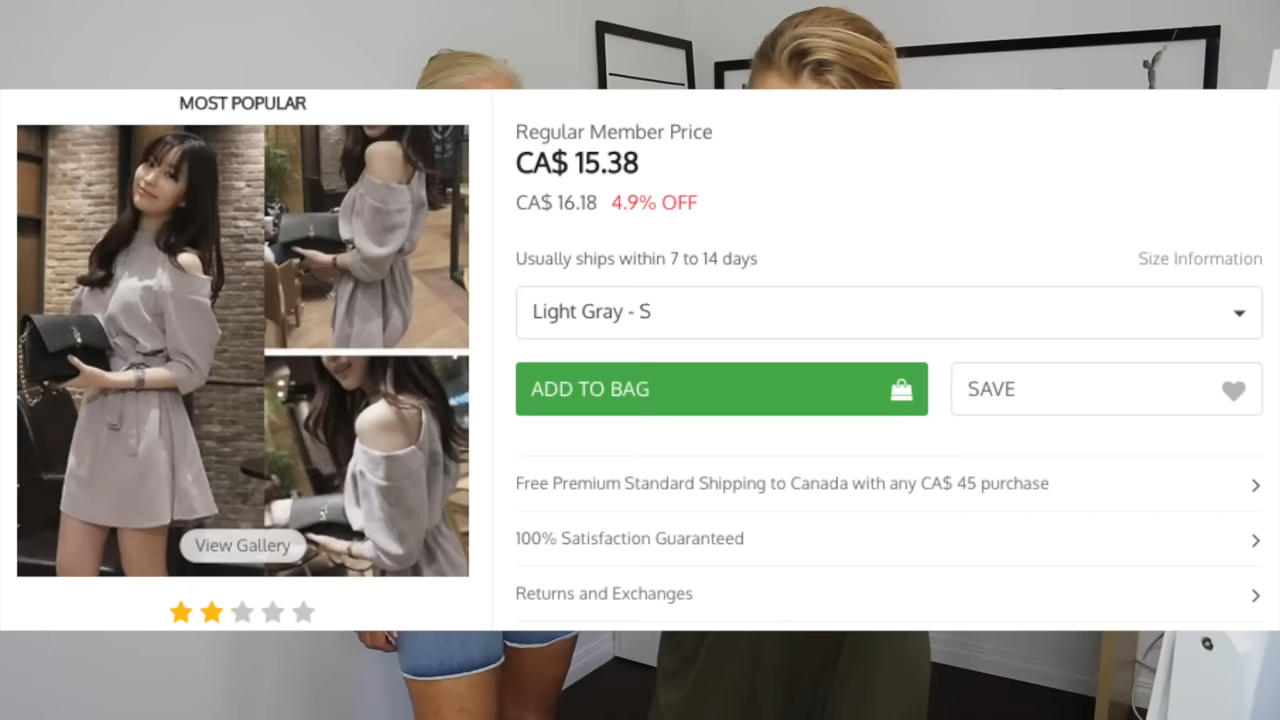 MOST POPULAR
View Gallery
Regular Member Price
CA$ 15.38
CA$ 16.18 4.9% OFF
Usually ships within 7 to 14 days
Size Information
Light Gray - S
ADD TO BAG
SAVE
Free Premium Standard Shipping to Canada with any CA$ 45 purchase
100% Satisfaction Guaranteed
Returns and Exchanges